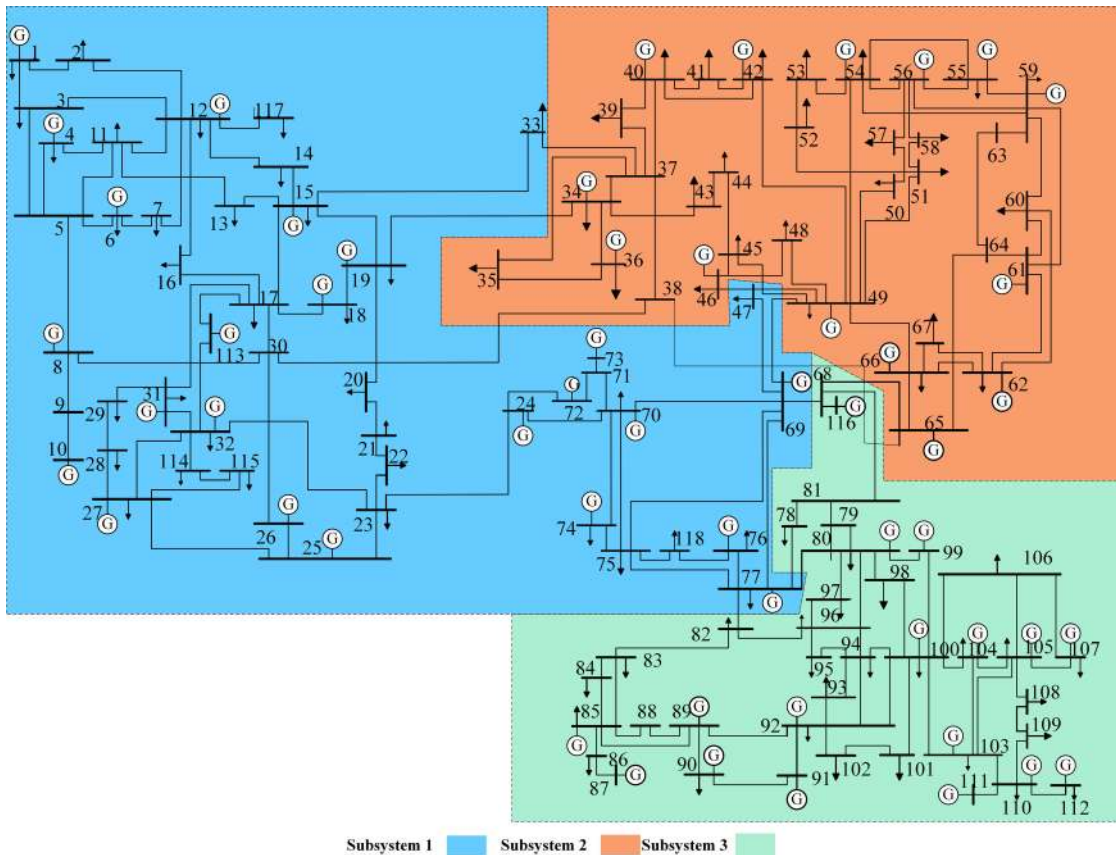 G G G G G G
1 2 40 41 42 53 54 56 55 59 G
3 G 12 117 33 39
G 4 11 52 57 58 63
14 37 44
G 15 34 G 43 51
5 6 7 13 G 50 60
G G 48 64
16 19 36 G 45 61
17 18 35 46 49 G
G 38 47 G 67
G 113 30 G 66 62
8 73 68 G
31 20 71 G G 65
9 29 G G 24 72 70 116 G
10 32 G G 69
G 28 21
114 115 22 81
27 G 23 G G 78 79 G G
G 26 25 74 118 76 80 99
75 106
77 G 98
97
82 96 G G G G
94 100 104 105 107
84 83 95
93 108
85 88 89 G G 92 109
G 86 G G 103
87 G 90 91 102 101 G G
G G 111 110 112
Subsystem 1 Subsystem 2 Subsystem 3